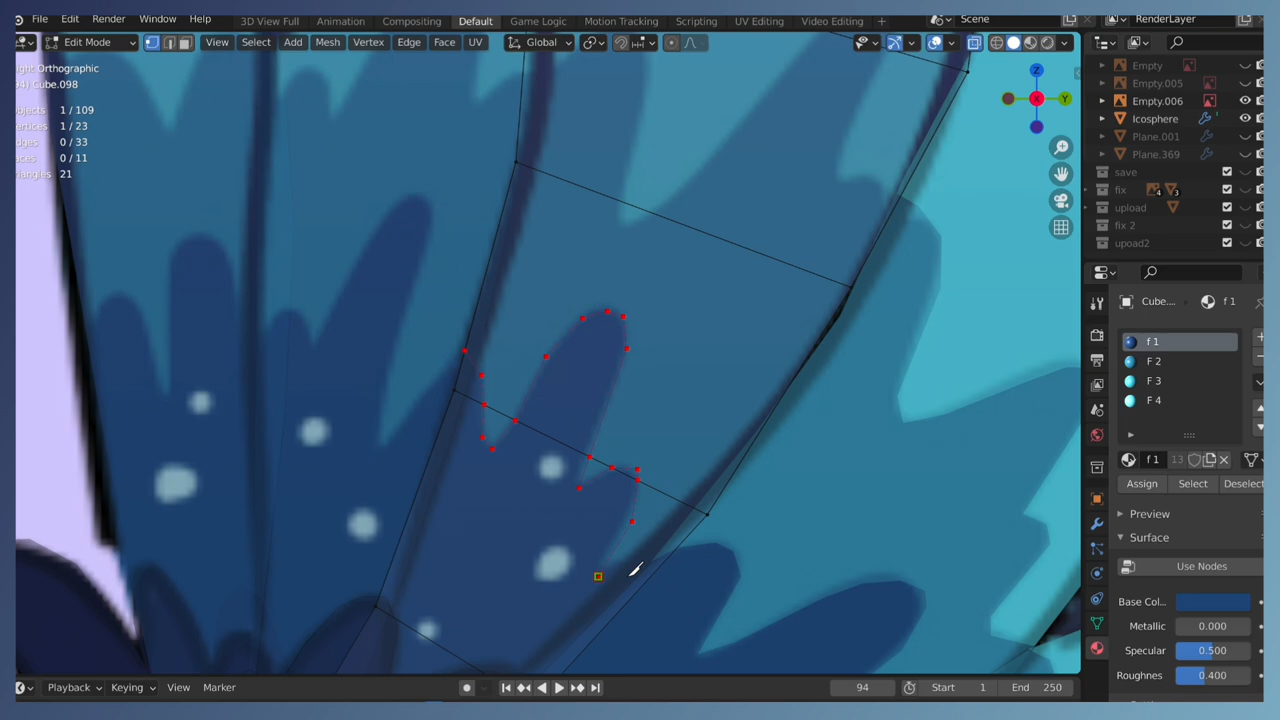 File Edit Render Window Help 3D View Full Animation Compositing Default Game Logic Motion Tracking Scripting UV Editing Video Editing + Scene RenderLayer
Edit Mode View Select Add Mesh Vertex Edge Face UV Global
ight Orthographic
Cube.098
bjects 1 / 109
ertices 1 / 23
dges 0 / 33
aces 0 / 11
riangles 21
Z
X
Y
Empty
Empty.005
Empty.006
Icosphere
Plane.001
Plane.369
save
fix 4 3
upload
fix 2
upoad2
Cube.... f 1
f 1
F 2
F 3
F 4
f 1 13
Assign Select Deselect
Preview
Surface
Use Nodes
Base Col...
Metallic 0.000
Specular 0.500
Roughnes 0.400
Playback Keying View Marker 94 Start 1 End 250